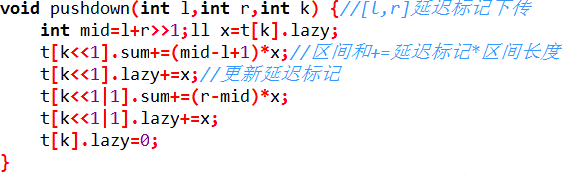 void pushdown(int l,int r,int k) {//[l,r]延迟标记下传
    int mid=l+r>>1;ll x=t[k].lazy;
    t[k<<1].sum+=(mid-l+1)*x;//区间和+=延迟标记*区间长度
    t[k<<1].lazy+=x;//更新延迟标记
    t[k<<1|1].sum+=(r-mid)*x;
    t[k<<1|1].lazy+=x;
    t[k].lazy=0;
}